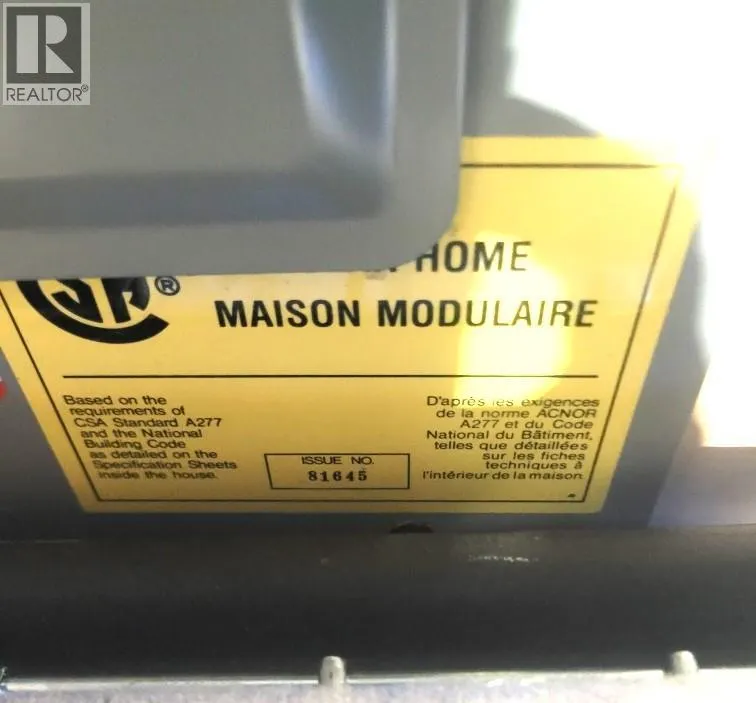 R
REALTOR®
HOME
®
MAISON MODULAIRE
Based on the
requirements of
CSA Standard A277
and the National
Building Code
as detailed on the
Specification Sheets
inside the house.
ISSUE NO.
81645
D'après les exigences
de la norme ACNOR
A277 et du Code
National du Bâtiment,
telles que détaillées
sur les fiches
techniques à
l'intérieur de la maison.